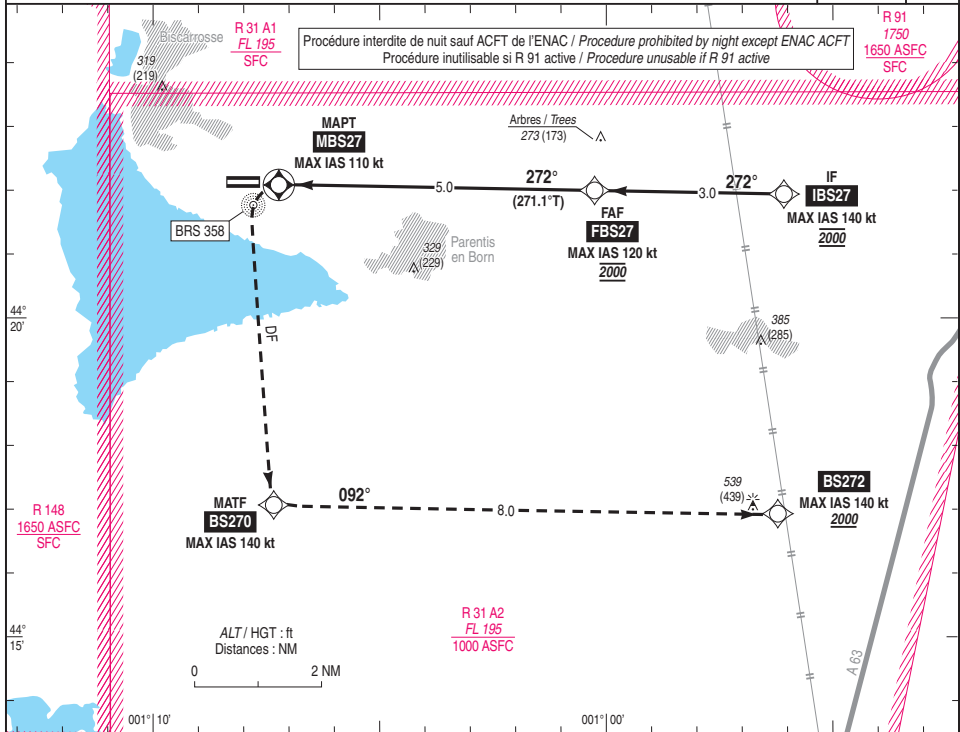 R 31 A1
FL 195
SFC
Biscarrosse
319
(219)
Procédure interdite de nuit sauf ACFT de l'ENAC / Procedure prohibited by night except ENAC ACFT
Procédure inutilisable si R 91 active / Procedure unusable if R 91 active
R 91
1750
1650 ASFC
SFC
MAPT
MBS27
MAX IAS 110 kt
Arbres / Trees
273 (173)
5.0
272°
(271.1°T)
3.0
272°
IF
IBS27
MAX IAS 140 kt
2000
FAF
FBS27
MAX IAS 120 kt
2000
BRS 358
329
(229)
Parentis
en Born
44°
20'
DF
385
(285)
R 148
1650 ASFC
SFC
MATF
BS270
MAX IAS 140 kt
092°
8.0
539
(439)
BS272
MAX IAS 140 kt
2000
R 31 A2
FL 195
1000 ASFC
44°
15'
ALT / HGT : ft
Distances : NM
0 2 NM
A 63
001° 10'
001° 00'